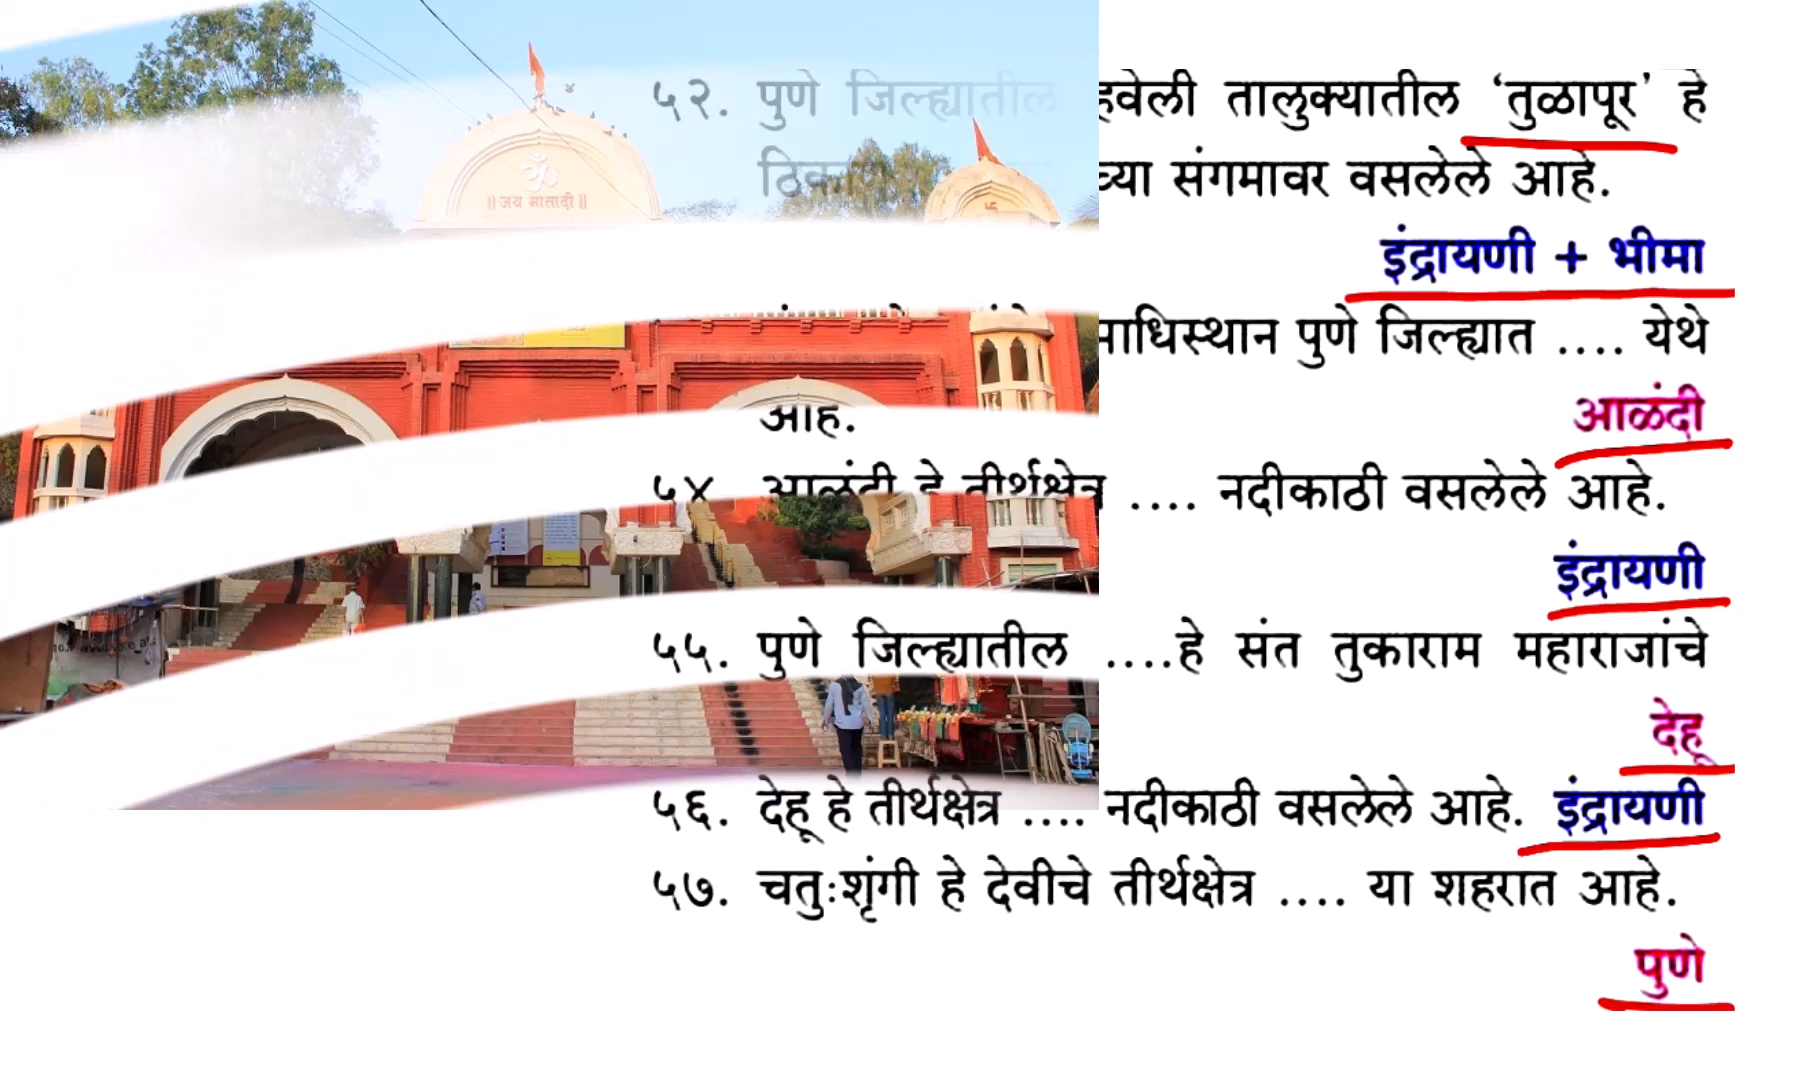 ॥ जय मातादी ॥
५२. पुणे जिल्ह्यातील हवेली तालुक्यातील ‘तुळापूर’ हे
च्या संगमावर वसलेले आहे.
इंद्रायणी + भीमा
माधिस्थान पुणे जिल्ह्यात .... येथे
आहे.
आळंदी
५४. आळंदी हे तीर्थक्षेत्र .... नदीकाठी वसलेले आहे.
इंद्रायणी
५५. पुणे जिल्ह्यातील ....हे संत तुकाराम महाराजांचे
देहू
५६. देहू हे तीर्थक्षेत्र .... नदीकाठी वसलेले आहे. इंद्रायणी
५७. चतुःशृंगी हे देवीचे तीर्थक्षेत्र .... या शहरात आहे.
पुणे